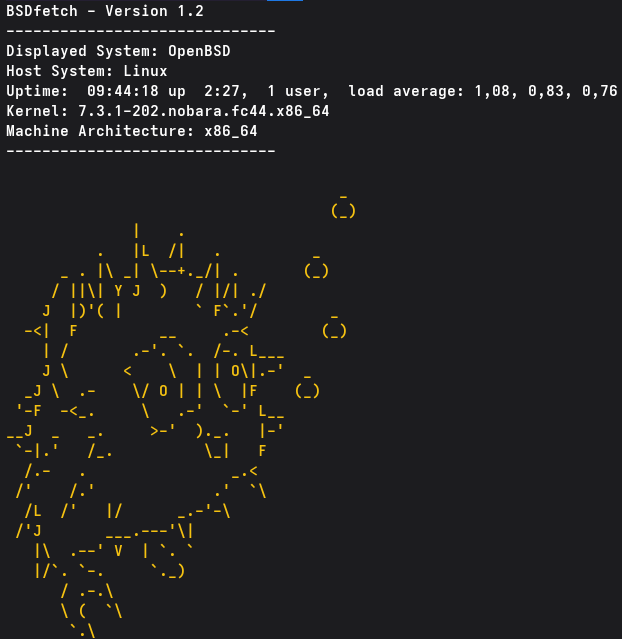 BSDfetch - Version 1.2
------------------------------
Displayed System: OpenBSD
Host System: Linux
Uptime:  09:44:18 up  2:27,  1 user,  load average: 1,08, 0,83, 0,76
Kernel: 7.3.1-202.nobara.fc44.x86_64
Machine Architecture: x86_64
------------------------------